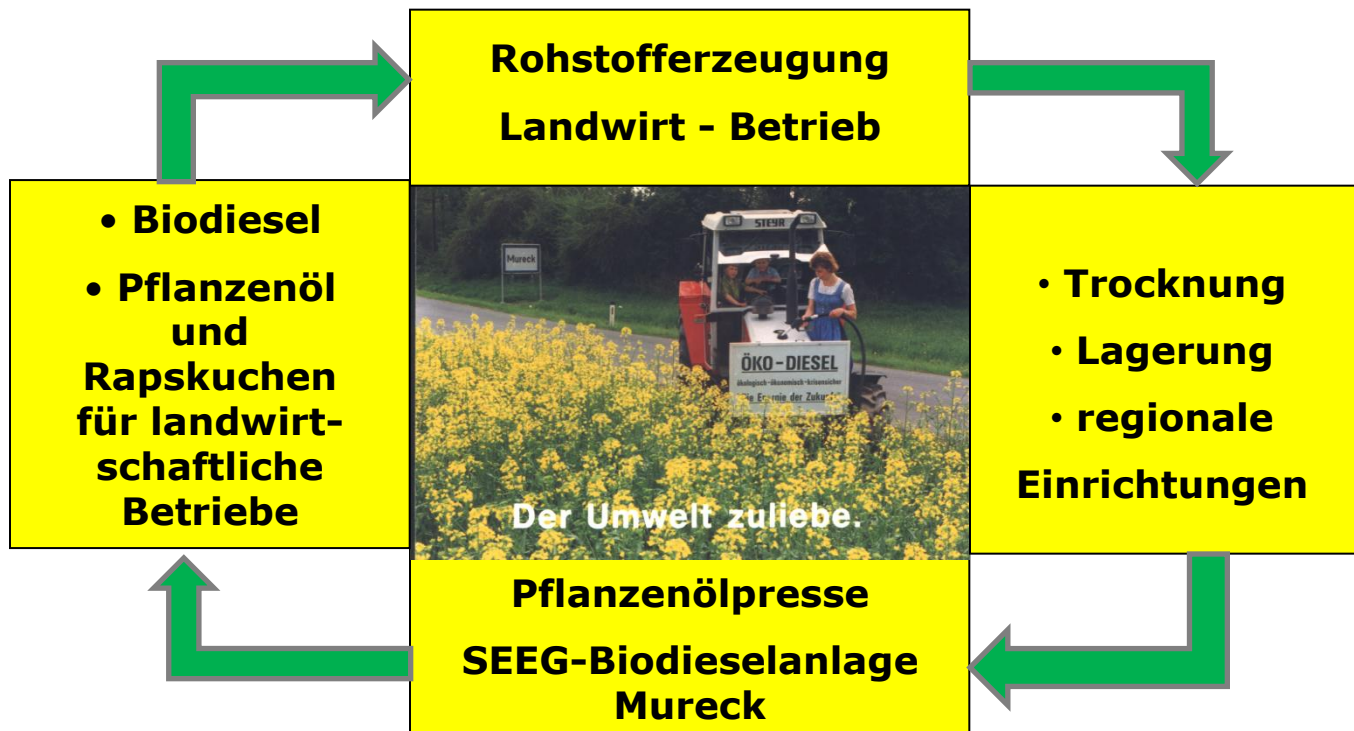 Rohstofferzeugung
Landwirt - Betrieb
• Biodiesel
• Pflanzenöl
und
Rapskuchen
für landwirt-
schaftliche
Betriebe
STEYR
Mureck
ÖKO-DIESEL
ökologisch-ökonomisch-krisensicher
Die Energie der Zukunft
Der Umwelt zuliebe.
• Trocknung
• Lagerung
• regionale
Einrichtungen
Pflanzenölpresse
SEEG-Biodieselanlage
Mureck